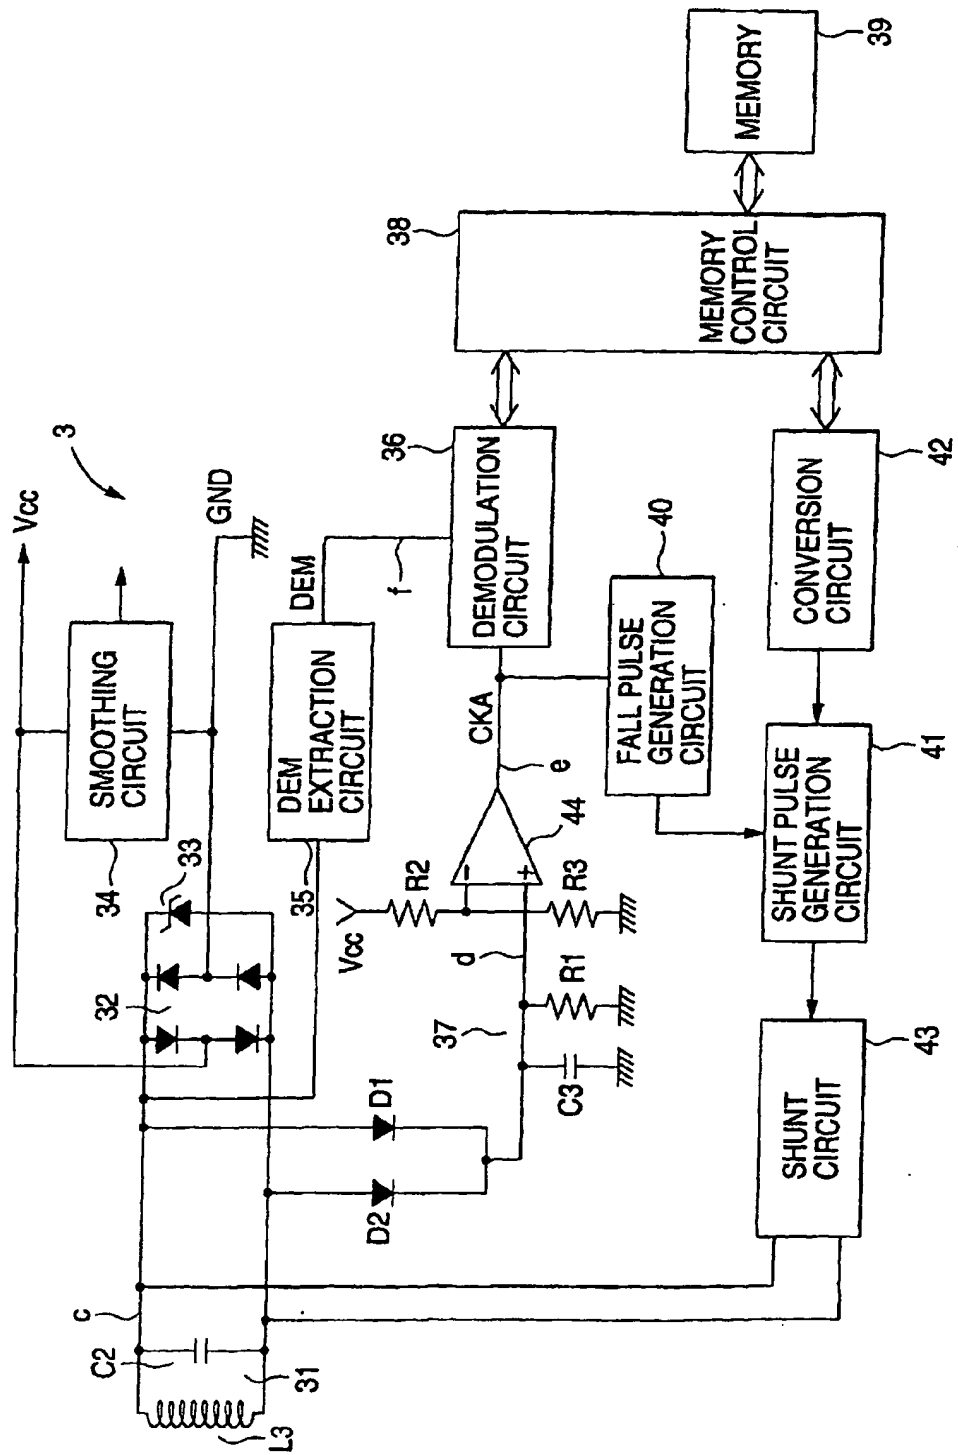 3
Vcc
SMOOTHING
CIRCUIT
34
GND
33
32
c
C2
31
L3
DEM
EXTRACTION
CIRCUIT
35
DEM
f
D1
D2
Vcc
R2
37
d
R1
C3
R3
−
+
44
e
CKA
DEMODULATION
CIRCUIT
36
FALL PULSE
GENERATION
CIRCUIT
40
MEMORY
CONTROL
CIRCUIT
38
MEMORY
39
SHUNT
CIRCUIT
43
SHUNT PULSE
GENERATION
CIRCUIT
41
CONVERSION
CIRCUIT
42